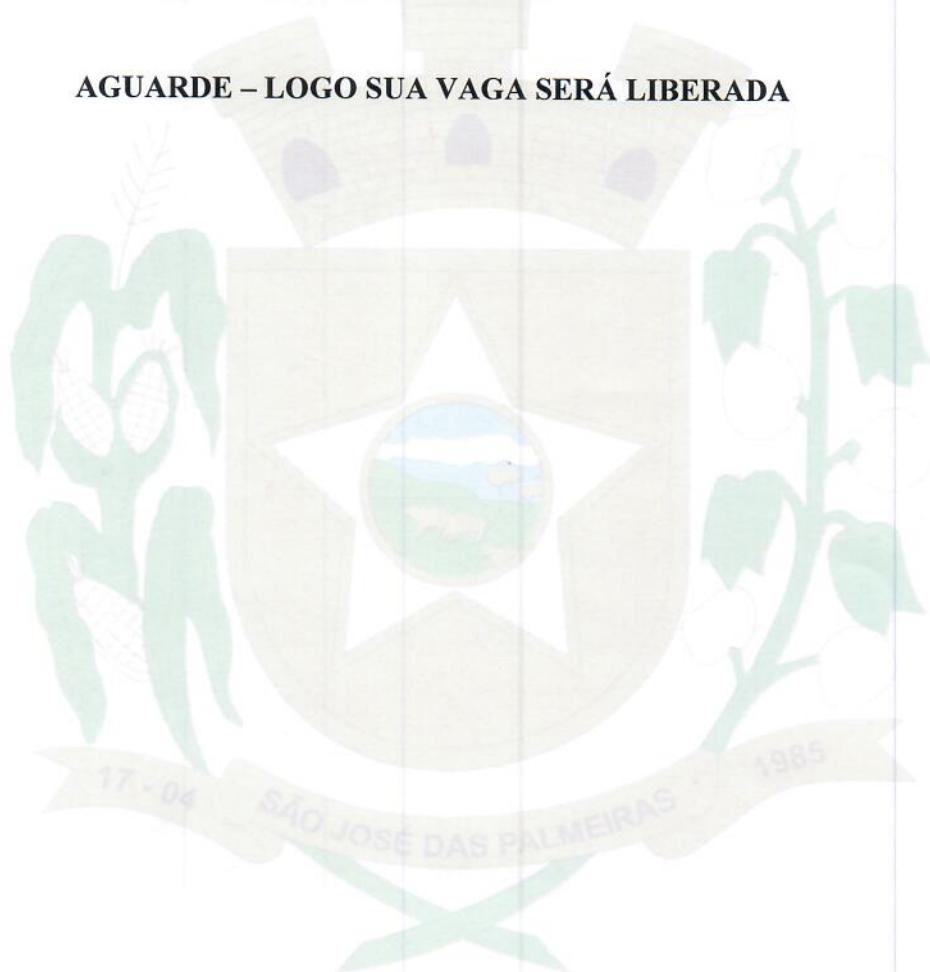 AGUARDE – LOGO SUA VAGA SERÁ LIBERADA
17 - 04 SÃO JOSÉ DAS PALMEIRAS 1985